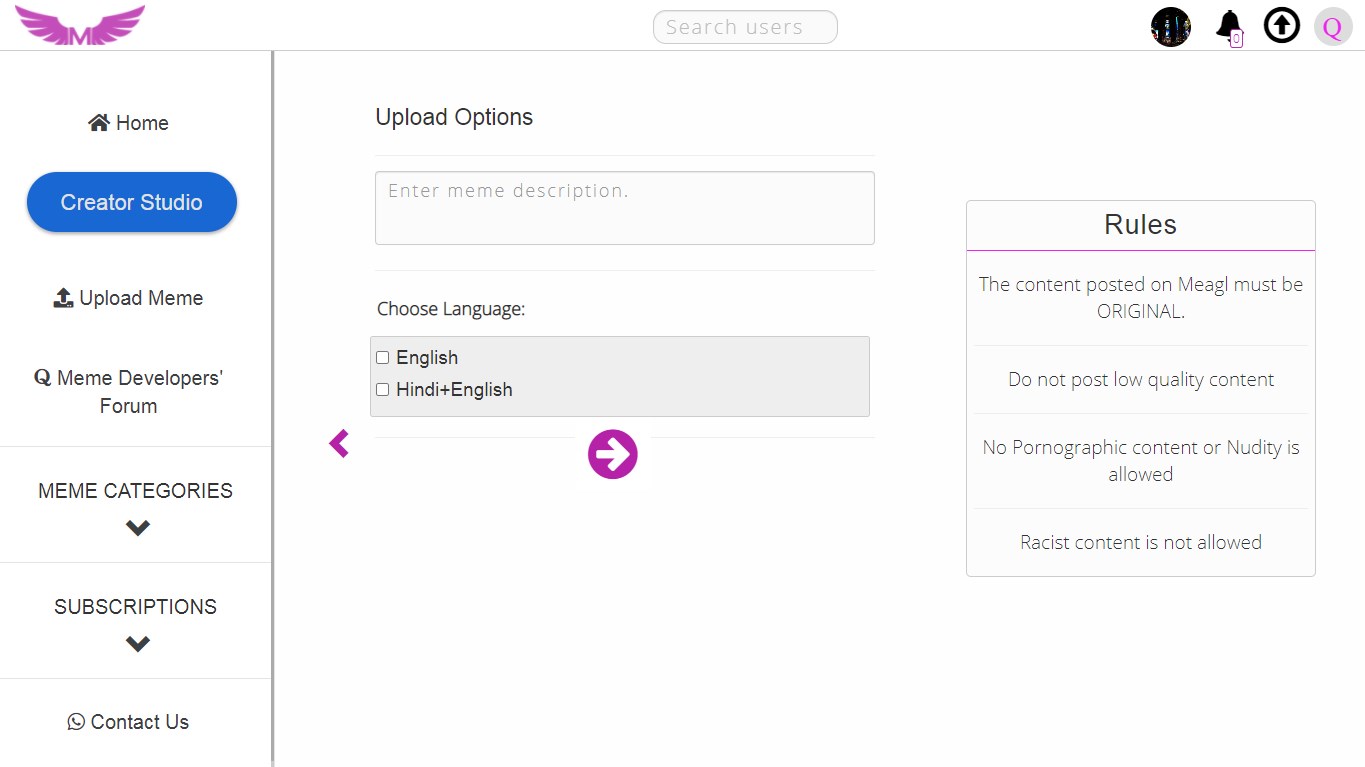 M
Search users
0
Q
Home
Creator Studio
Upload Meme
Q Meme Developers'
Forum
MEME CATEGORIES
SUBSCRIPTIONS
Contact Us
Upload Options
Enter meme description.
Choose Language:
English
Hindi+English
Rules
The content posted on Meagl must be
ORIGINAL.
Do not post low quality content
No Pornographic content or Nudity is
allowed
Racist content is not allowed